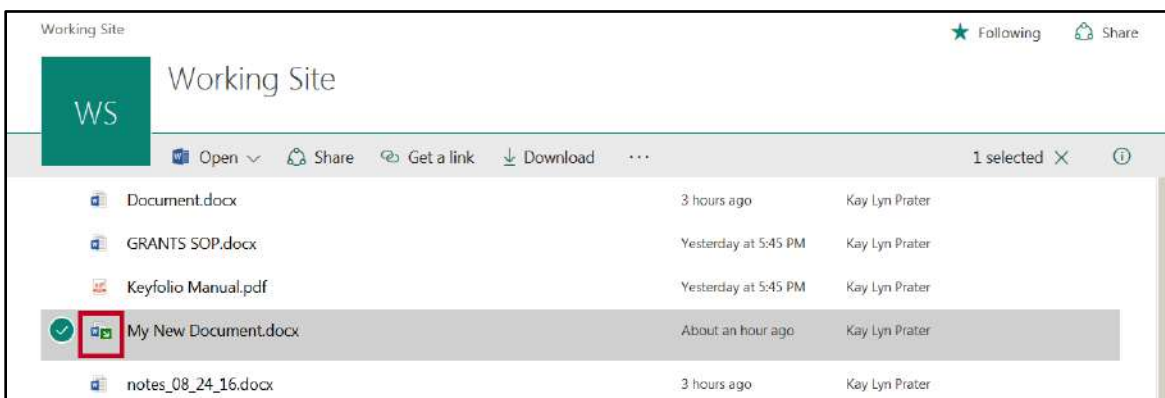 Working Site Following Share
WS Working Site
Open Share Get a link Download ... 1 selected
Document.docx 3 hours ago Kay Lyn Prater
GRANTS SOP.docx Yesterday at 5:45 PM Kay Lyn Prater
Keyfolio Manual.pdf Yesterday at 5:45 PM Kay Lyn Prater
My New Document.docx About an hour ago Kay Lyn Prater
notes_08_24_16.docx 3 hours ago Kay Lyn Prater